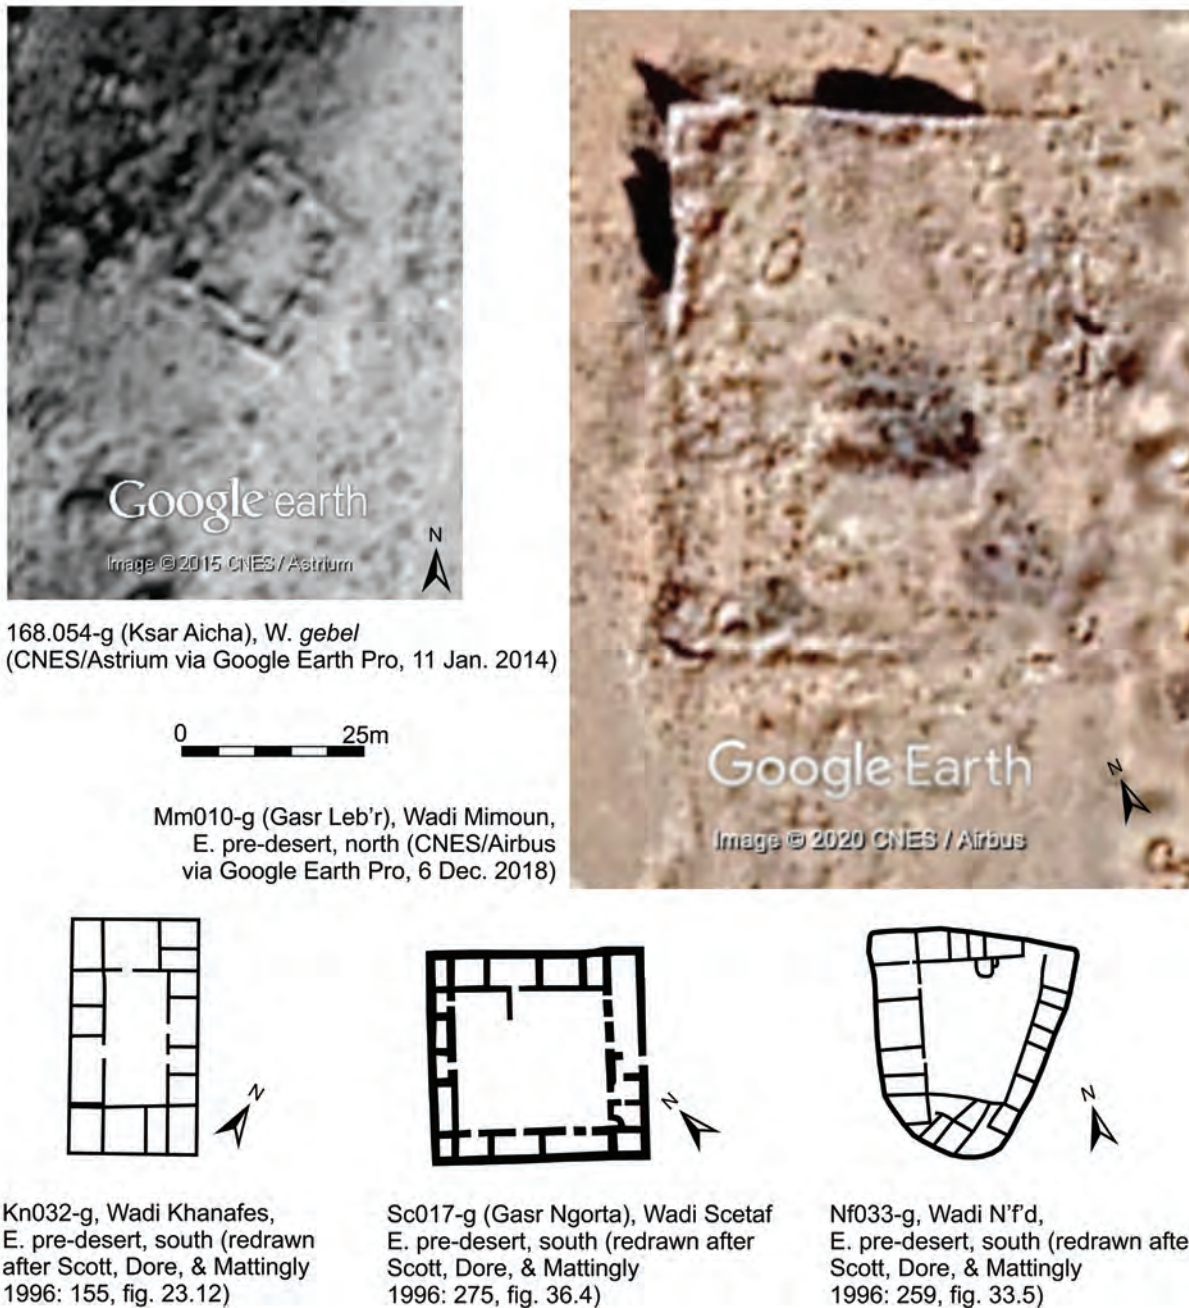 Google earth
Image © 2015 CNES / Astrium
N
168.054-g (Ksar Aicha), W. gebel
(CNES/Astrium via Google Earth Pro, 11 Jan. 2014)
0 25m
Google Earth
Image © 2020 CNES / Airbus
N
Mm010-g (Gasr Leb'r), Wadi Mimoun,
E. pre-desert, north (CNES/Airbus
via Google Earth Pro, 6 Dec. 2018)
N
Kn032-g, Wadi Khanafes,
E. pre-desert, south (redrawn
after Scott, Dore, & Mattingly
1996: 155, fig. 23.12)
N
Sc017-g (Gasr Ngorta), Wadi Scetaf
E. pre-desert, south (redrawn after
Scott, Dore, & Mattingly
1996: 275, fig. 36.4)
N
Nf033-g, Wadi N'f'd,
E. pre-desert, south (redrawn afte
Scott, Dore, & Mattingly
1996: 259, fig. 33.5)